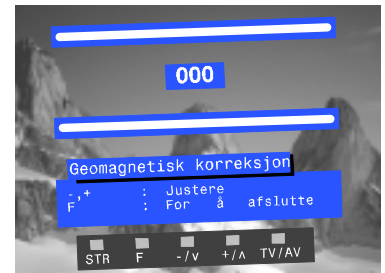 000
Geomagnetisk korreksjon
-,+ : Justere
F : For å afslutte
STR F -/v +/∧ TV/AV